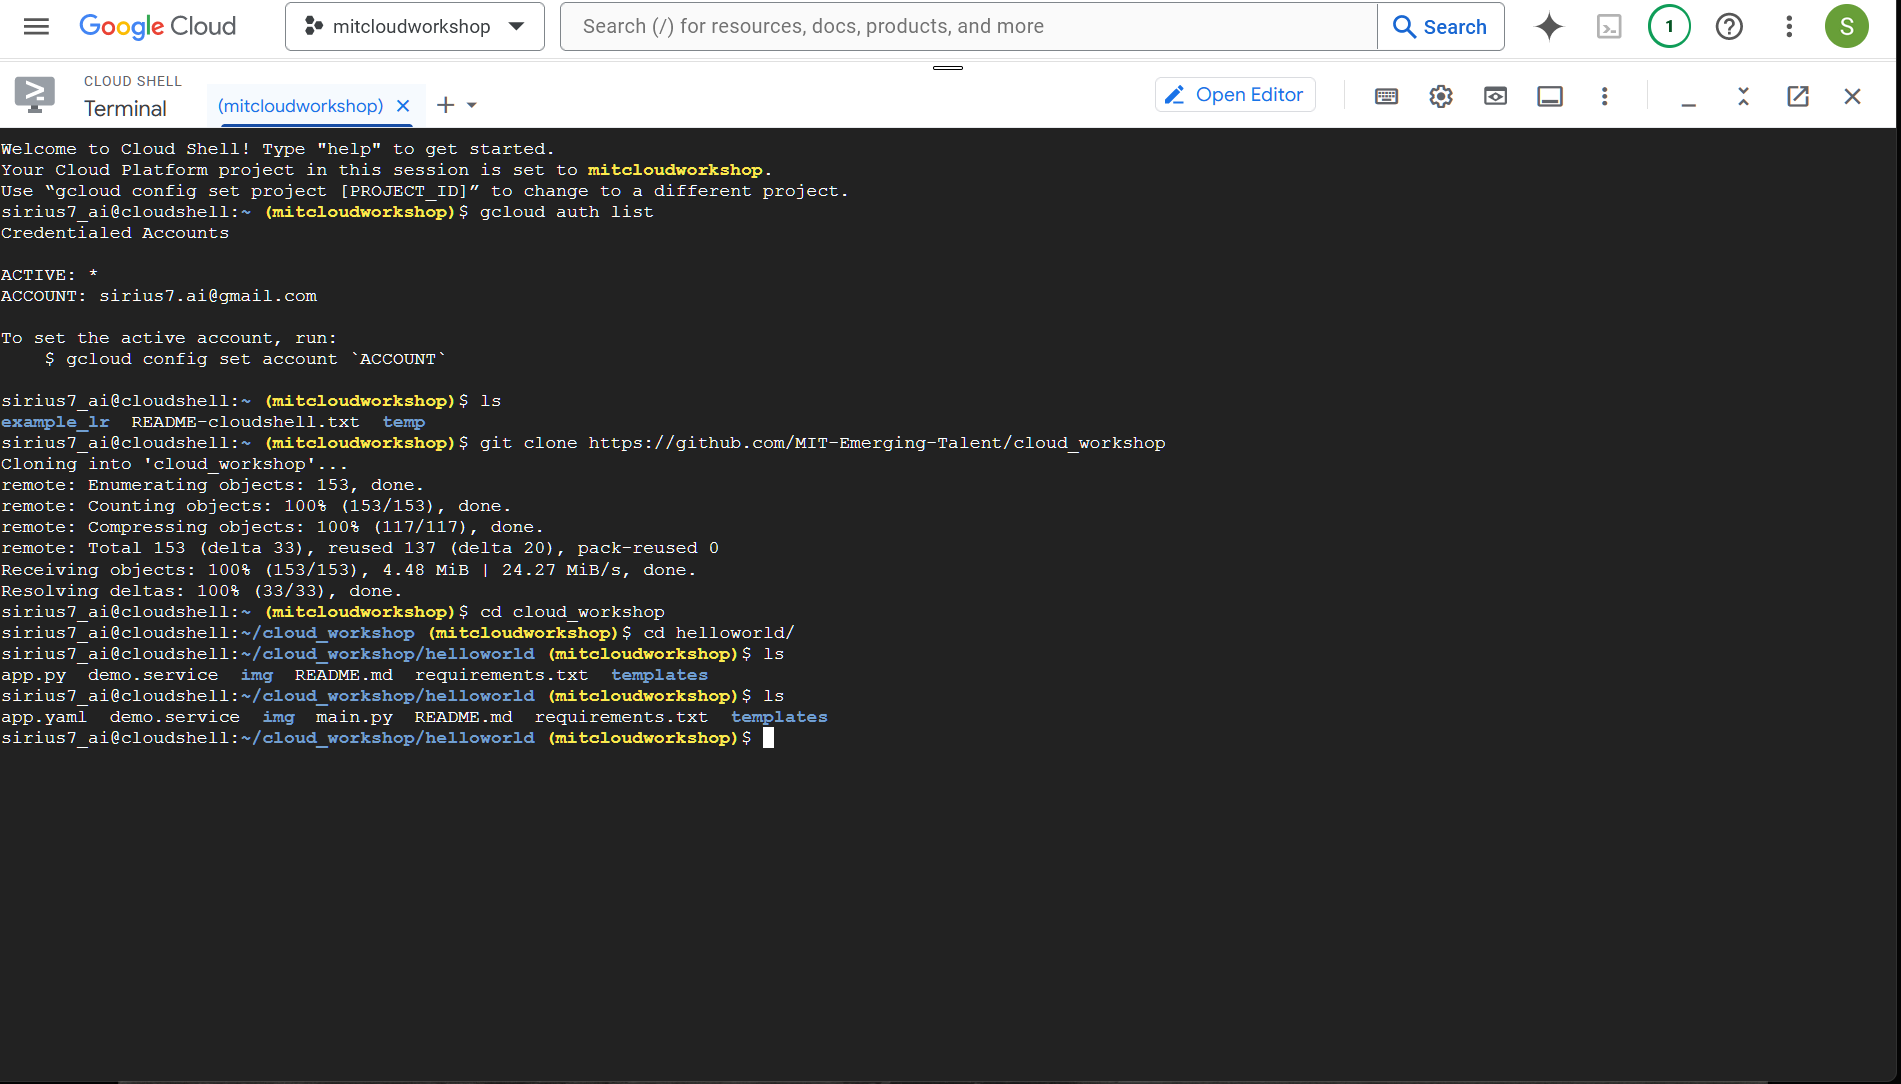 Google Cloud
mitcloudworkshop
Search (/) for resources, docs, products, and more
Search
1
S
CLOUD SHELL
Terminal
(mitcloudworkshop)
Open Editor
Welcome to Cloud Shell! Type "help" to get started.
Your Cloud Platform project in this session is set to mitcloudworkshop.
Use “gcloud config set project [PROJECT_ID]” to change to a different project.
sirius7_ai@cloudshell:~ (mitcloudworkshop)$ gcloud auth list
Credentialed Accounts
ACTIVE: *
ACCOUNT: sirius7.ai@gmail.com
To set the active account, run:
    $ gcloud config set account `ACCOUNT`
sirius7_ai@cloudshell:~ (mitcloudworkshop)$ ls
example_lr  README-cloudshell.txt  temp
sirius7_ai@cloudshell:~ (mitcloudworkshop)$ git clone https://github.com/MIT-Emerging-Talent/cloud_workshop
Cloning into 'cloud_workshop'...
remote: Enumerating objects: 153, done.
remote: Counting objects: 100% (153/153), done.
remote: Compressing objects: 100% (117/117), done.
remote: Total 153 (delta 33), reused 137 (delta 20), pack-reused 0
Receiving objects: 100% (153/153), 4.48 MiB | 24.27 MiB/s, done.
Resolving deltas: 100% (33/33), done.
sirius7_ai@cloudshell:~ (mitcloudworkshop)$ cd cloud_workshop
sirius7_ai@cloudshell:~/cloud_workshop (mitcloudworkshop)$ cd helloworld/
sirius7_ai@cloudshell:~/cloud_workshop/helloworld (mitcloudworkshop)$ ls
app.py  demo.service  img  README.md  requirements.txt  templates
sirius7_ai@cloudshell:~/cloud_workshop/helloworld (mitcloudworkshop)$ ls
app.yaml  demo.service  img  main.py  README.md  requirements.txt  templates
sirius7_ai@cloudshell:~/cloud_workshop/helloworld (mitcloudworkshop)$